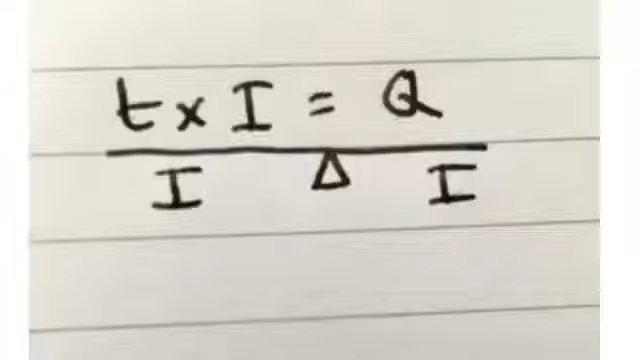 t x I = Q
I Δ I